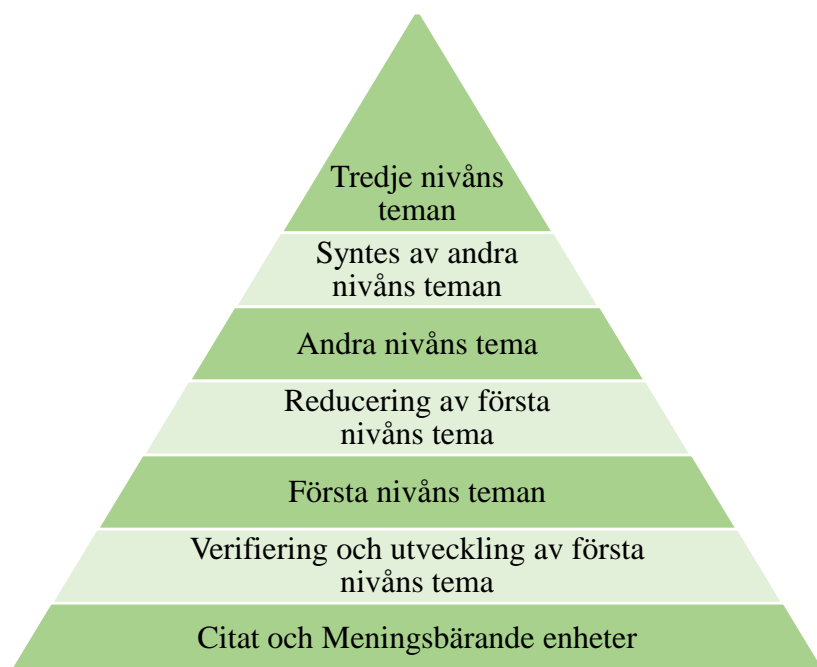 Tredje nivåns
teman
Syntes av andra
nivåns teman
Andra nivåns tema
Reducering av första
nivåns tema
Första nivåns teman
Verifiering och utveckling av första
nivåns tema
Citat och Meningsbärande enheter